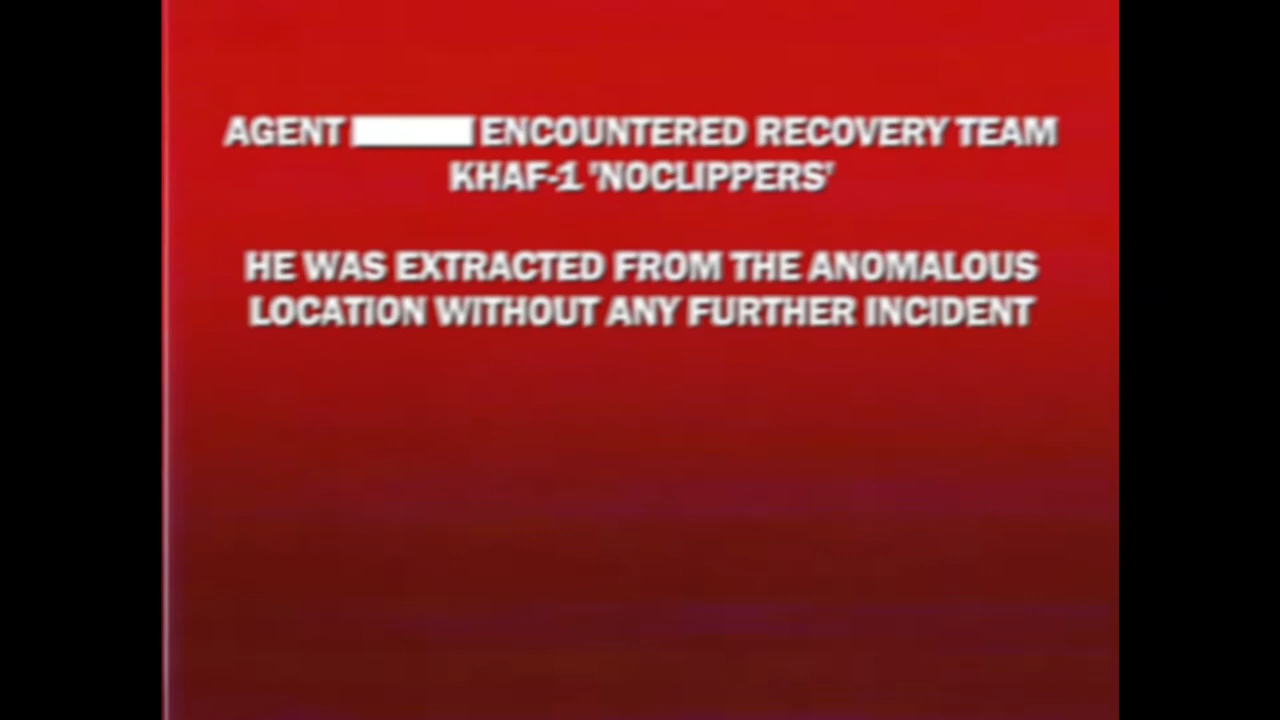 AGENT ENCOUNTERED RECOVERY TEAM
KHAF-1 'NOCLIPPERS'
HE WAS EXTRACTED FROM THE ANOMALOUS
LOCATION WITHOUT ANY FURTHER INCIDENT